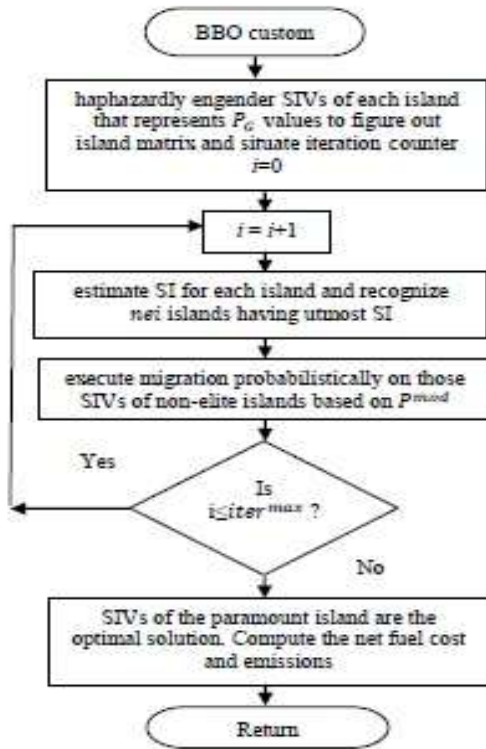 BBO custom
haphazardly engender SIVs of each island
that represents P_G values to figure out
island matrix and situate iteration counter
i=0
i = i+1
estimate SI for each island and recognize
nei islands having utmost SI
execute migration probabilistically on those
SIVs of non-elite islands based on P^mod
Yes
Is
i≤iter^max ?
No
SIVs of the paramount island are the
optimal solution. Compute the net fuel cost
and emissions
Return